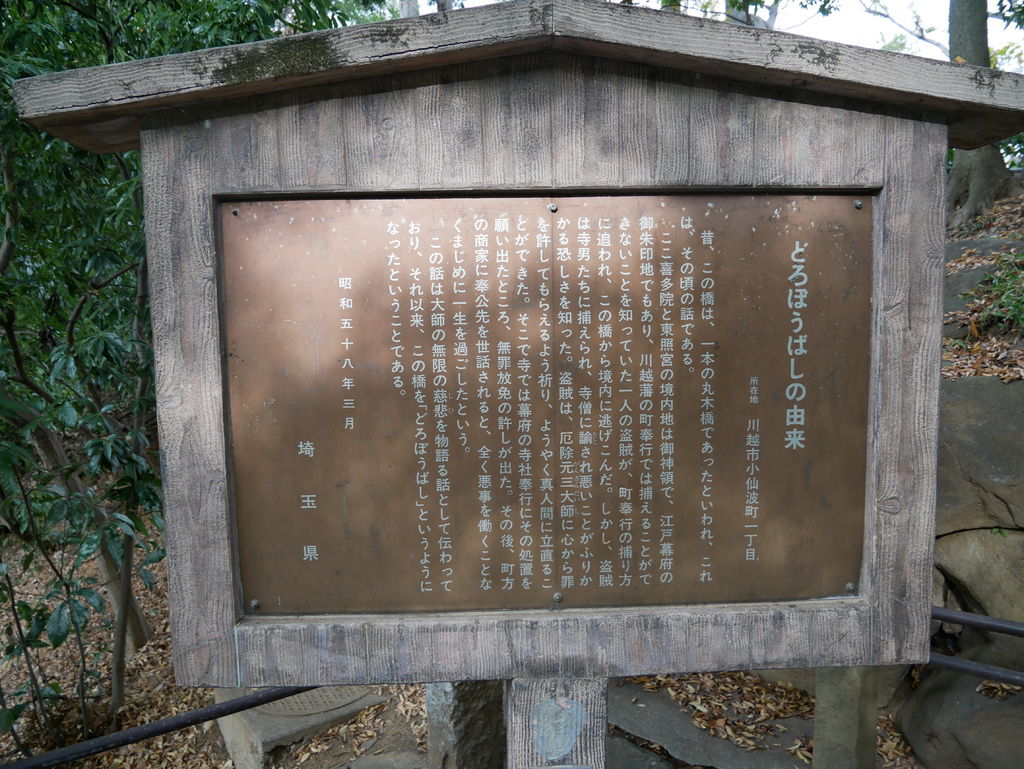 どろぼうばしの由来
所在地　川越市小仙波町一丁目
昔、この橋は、一本の丸木橋であったといわれ、これ
は、その頃の話である。
ここ喜多院と東照宮の境内地は御神領で、江戸幕府の
御朱印地でもあり、川越藩の町奉行では捕えることがで
きないことを知っていた一人の盗賊が、町奉行の捕り方
に追われ、この橋から境内に逃げこんだ。しかし、盗賊
は寺男たちに捕えられ、寺僧に諭され悪いことがふりか
かる恐しさを知った。盗賊は、厄除元三大師に心から罪
を許してもらえるよう祈り、ようやく真人間に立直るこ
とができた。そこで寺では幕府の寺社奉行にその処置を
願い出たところ、無罪放免の許しが出た。その後、町方
の商家に奉公先を世話されると、全く悪事を働くことな
くまじめに一生を過ごしたという。
この話は大師の無限の慈悲を物語る話として伝わって
おり、それ以来、この橋を「どろぼうばし」というように
なったということである。
昭和五十八年三月
埼玉県